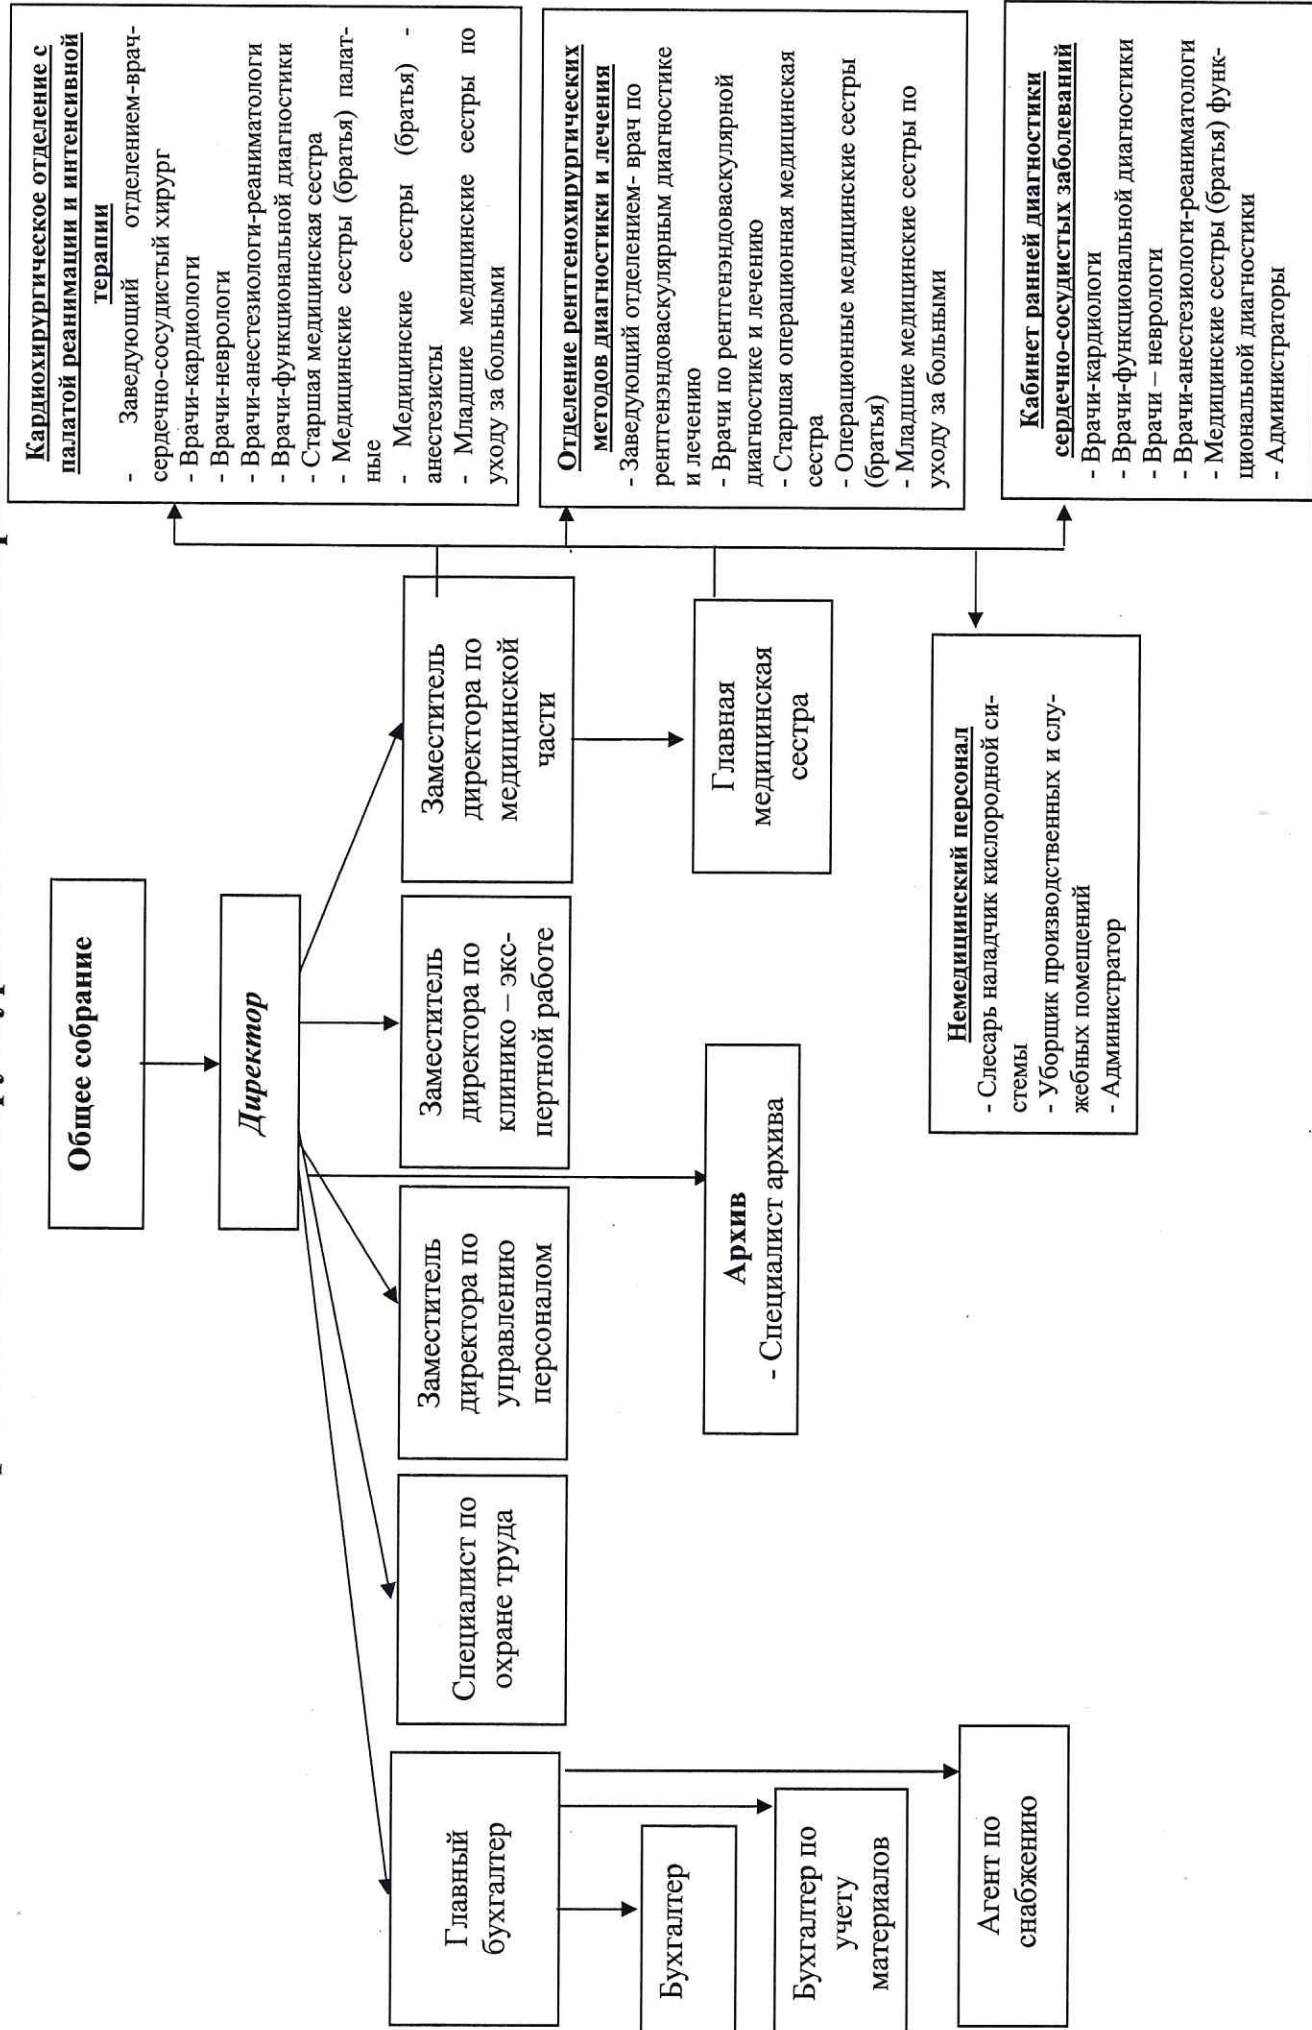 Общее собрание
Директор
Главный
бухгалтер
Специалист по
охране труда
Заместитель
директора по
управлению
персоналом
Заместитель
директора по
клинико – экс-
пертной работе
Заместитель
директора по
медицинской
части
Бухгалтер
Бухгалтер по
учету
материалов
Агент по
снабжению
Архив
- Специалист архива
Главная
медицинская
сестра
Немедицинский персонал
- Слесарь наладчик кислородной си-
стемы
- Уборщик производственных и слу-
жебных помещений
- Администратор
Кардиохирургическое отделение с
палатой реанимации и интенсивной
терапии
- Заведующий отделением-врач-
сердечно-сосудистый хирург
- Врачи-кардиологи
- Врачи-неврологи
- Врачи-анестезиологи-реаниматологи
- Врачи-функциональной диагностики
- Старшая медицинская сестра
- Медицинские сестры (братья) палат-
ные
- Медицинские сестры (братья) -
анестезисты
- Младшие медицинские сестры по
уходу за больными
Отделение рентгенохирургических
методов диагностики и лечения
- Заведующий отделением- врач по
рентгенэндоваскулярным диагностике
и лечению
- Врачи по рентгенэндоваскулярной
диагностике и лечению
- Старшая операционная медицинская
сестра
- Операционные медицинские сестры
(братья)
- Младшие медицинские сестры по
уходу за больными
Кабинет ранней диагностики
сердечно-сосудистых заболеваний
- Врачи-кардиологи
- Врачи-функциональной диагностики
- Врачи – неврологи
- Врачи-анестезиологи-реаниматологи
- Медицинские сестры (братья) функ-
циональной диагностики
- Администраторы